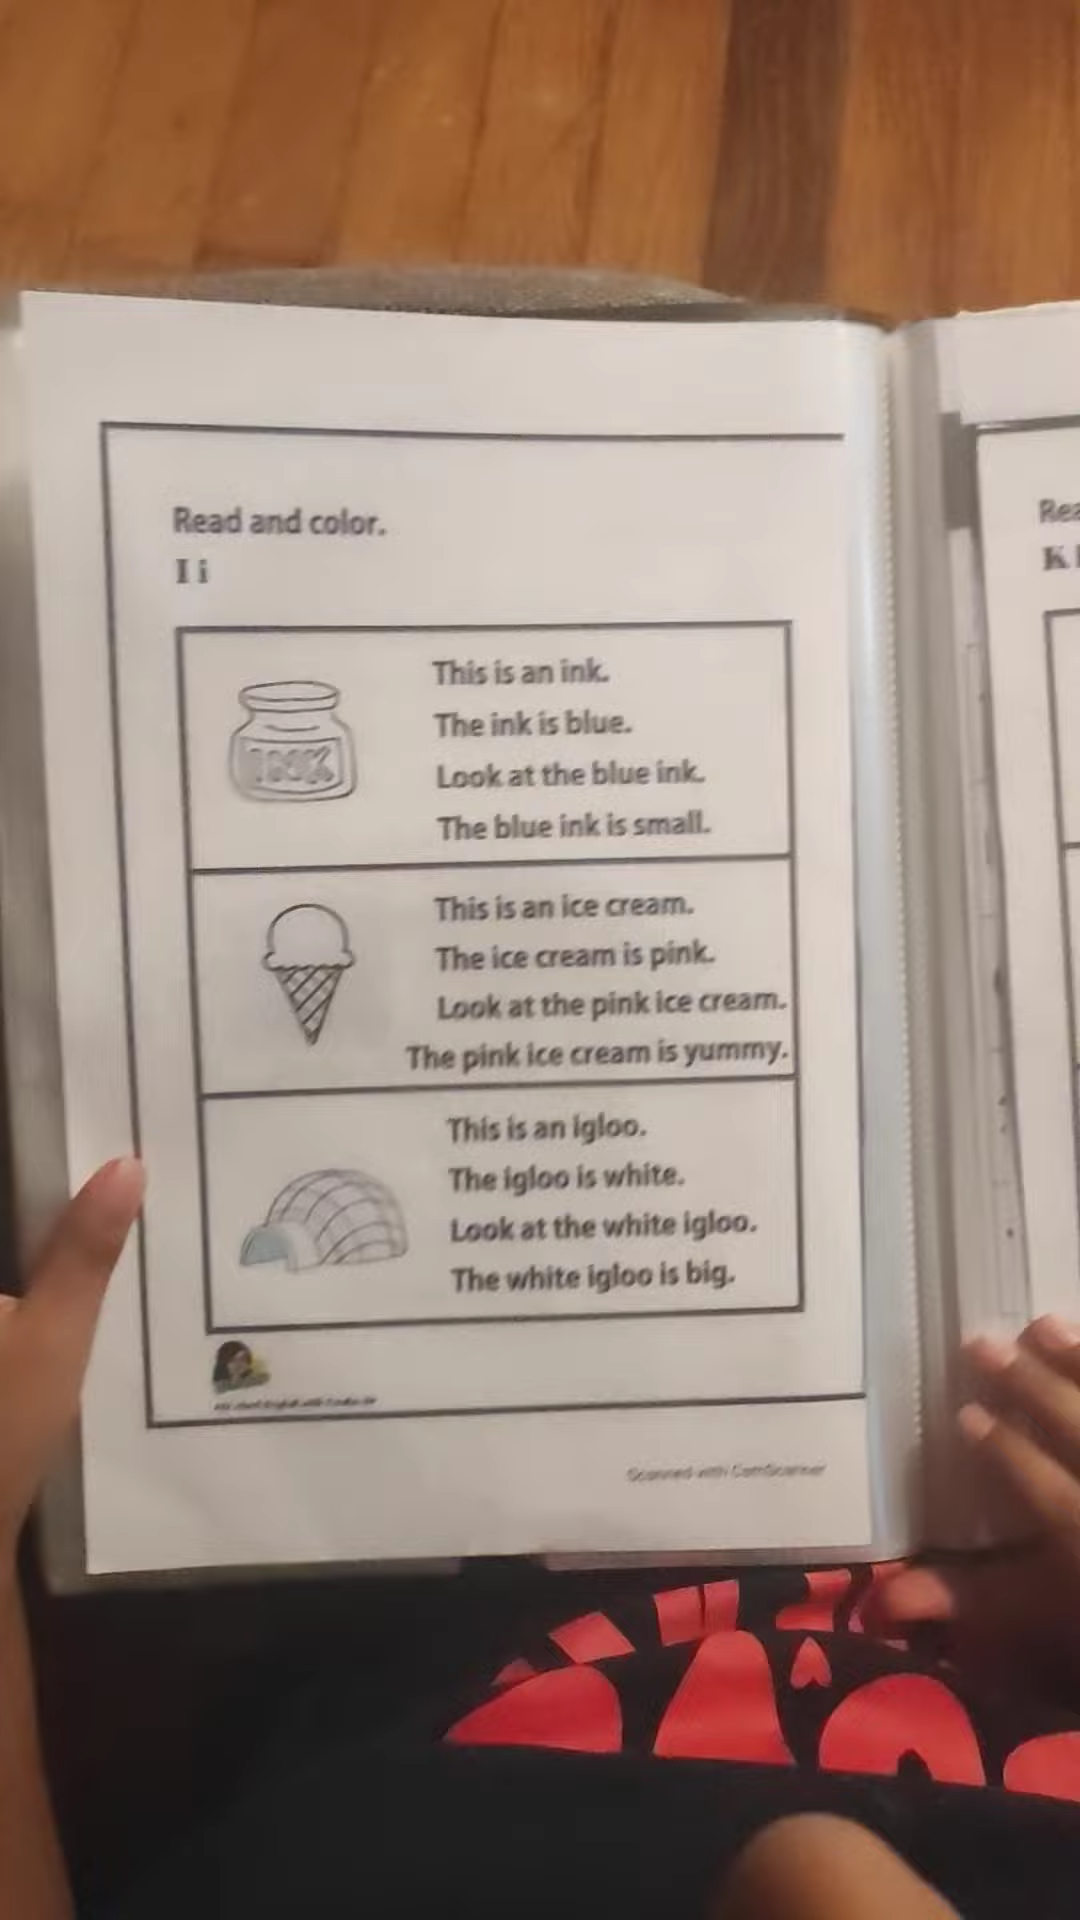 Read and color.
I i
INK
This is an ink.
The ink is blue.
Look at the blue ink.
The blue ink is small.
This is an ice cream.
The ice cream is pink.
Look at the pink ice cream.
The pink ice cream is yummy.
This is an igloo.
The igloo is white.
Look at the white igloo.
The white igloo is big.
Scanned with CamScanner
Rea
K